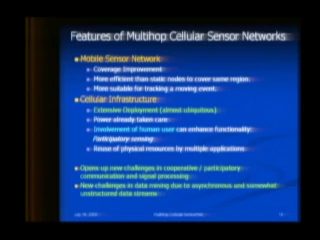 Features of Multihop Cellular Sensor Networks
Mobile Sensor Network
Coverage Improvement
More efficient than static nodes to cover same region
More suitable for tracking a moving event.
Cellular Infrastructure
Extensive Deployment (almost ubiquitous)
Power already taken care
Involvement of human user can enhance functionality:
Participatory sensing
Reuse of physical resources by multiple applications
Opens up new challenges in cooperative / participatory
communication and signal processing
New challenges in data mining due to asynchronous and somewhat
unstructured data streams